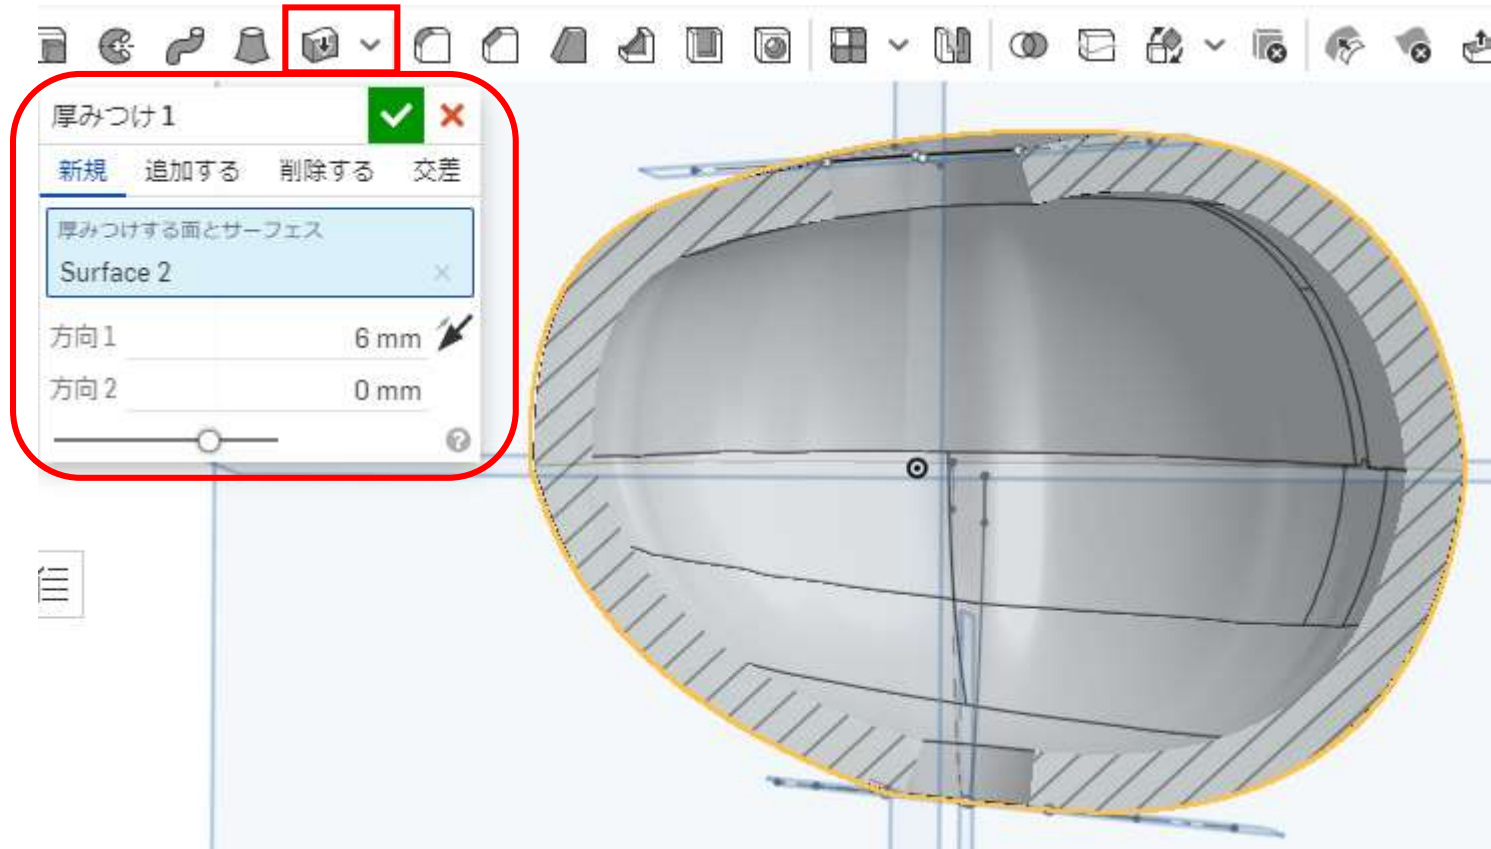 厚みつけ 1
新規 追加する 削除する 交差
厚みつけする面とサーフェス
Surface 2
方向 1 6 mm
方向 2 0 mm